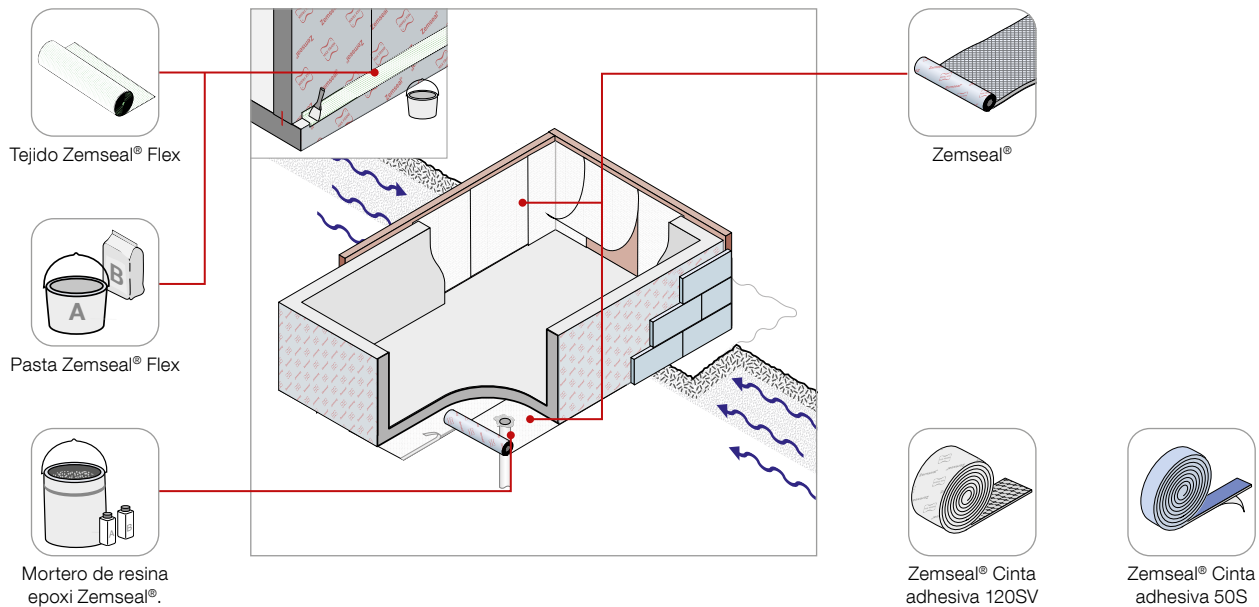 Tejido Zemseal® Flex
Zemseal®
Zemseal®
B
A
Pasta Zemseal® Flex
A
B
Mortero de resina
epoxi Zemseal®.
Zemseal® Cinta
adhesiva 120SV
Zemseal® Cinta
adhesiva 50S